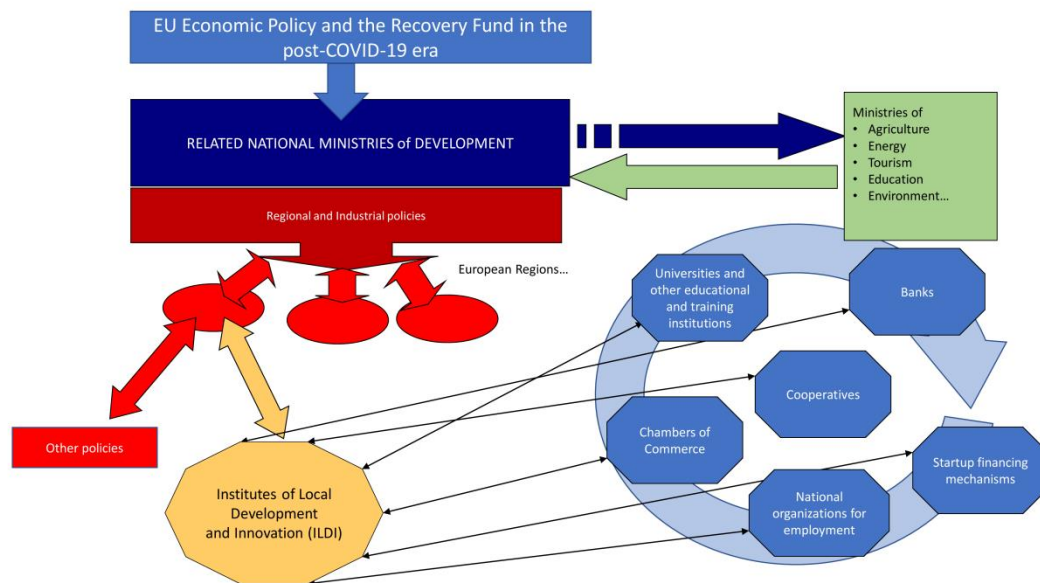 EU Economic Policy and the Recovery Fund in the
post-COVID-19 era
RELATED NATIONAL MINISTRIES of DEVELOPMENT
Ministries of
• Agriculture
• Energy
• Tourism
• Education
• Environment…
Regional and Industrial policies
European Regions…
Universities and
other educational
and training
institutions
Banks
Cooperatives
Chambers of
Commerce
Startup financing
mechanisms
National
organizations for
employment
Other policies
Institutes of Local
Development
and Innovation (ILDI)